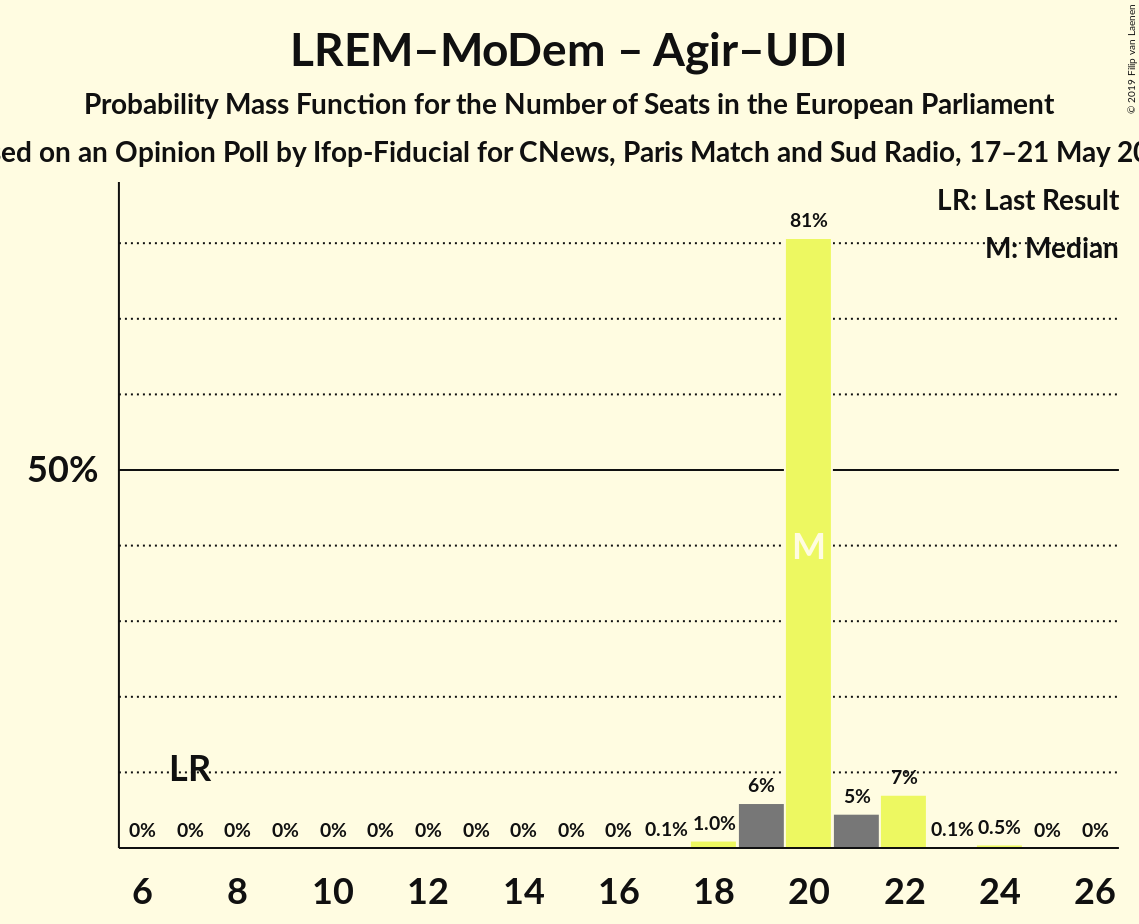 LREM–MoDem – Agir–UDI
Probability Mass Function for the Number of Seats in the European Parliament
on an Opinion Poll by Ifop-Fiducial for CNews, Paris Match and Sud Radio, 17–21 May
© 2019 Filip van Laenen
LR: Last Result
M: Median
81%
50%
M
LR
0% 0% 0% 0% 0% 0% 0% 0% 0% 0% 0% 0.1% 1.0% 6% 5% 7% 0.1% 0.5% 0% 0%
6 8 10 12 14 16 18 20 22 24 26